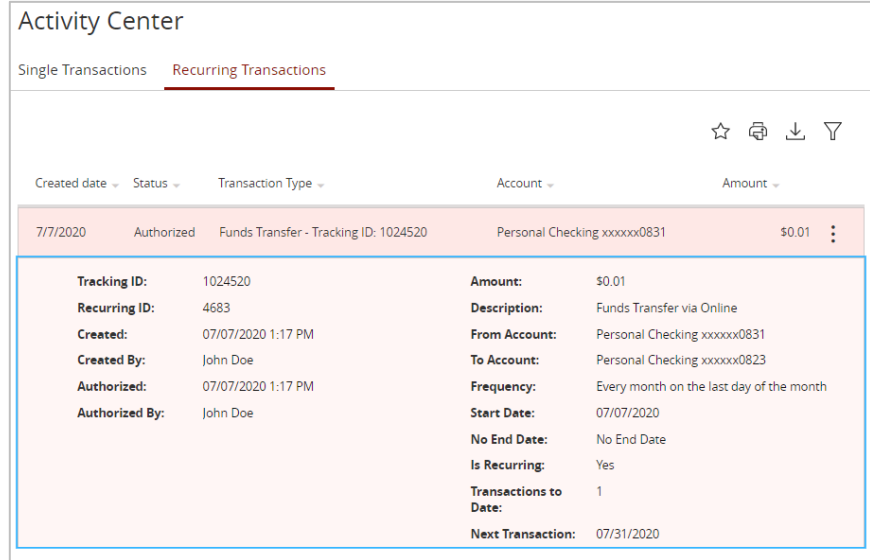 Activity Center
Single Transactions Recurring Transactions
Created date Status Transaction Type Account Amount
7/7/2020 Authorized Funds Transfer - Tracking ID: 1024520 Personal Checking xxxxxx0831 $0.01
Tracking ID: 1024520 Amount: $0.01
Recurring ID: 4683 Description: Funds Transfer via Online
Created: 07/07/2020 1:17 PM From Account: Personal Checking xxxxxx0831
Created By: John Doe To Account: Personal Checking xxxxxx0823
Authorized: 07/07/2020 1:17 PM Frequency: Every month on the last day of the month
Authorized By: John Doe Start Date: 07/07/2020
No End Date: No End Date
Is Recurring: Yes
Transactions to 1
Date:
Next Transaction: 07/31/2020